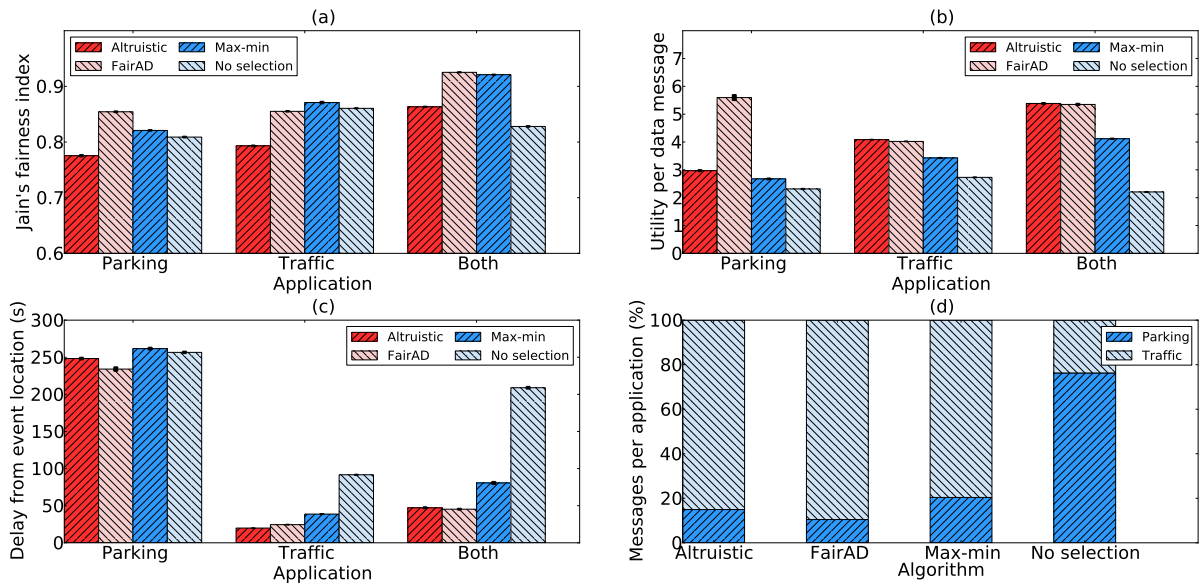 (a)
Jain's fairness index
0.9
0.8
0.7
0.6
Altruistic
FairAD
Max-min
No selection
Parking
Traffic
Both
Application
(b)
Utility per data message
7
6
5
4
3
2
1
0
Altruistic
FairAD
Max-min
No selection
Parking
Traffic
Both
Application
(c)
Delay from event location (s)
300
250
200
150
100
50
0
Altruistic
FairAD
Max-min
No selection
Parking
Traffic
Both
Application
(d)
Messages per application (%)
100
80
60
40
20
0
Parking
Traffic
Altruistic
FairAD
Max-min
No selection
Algorithm